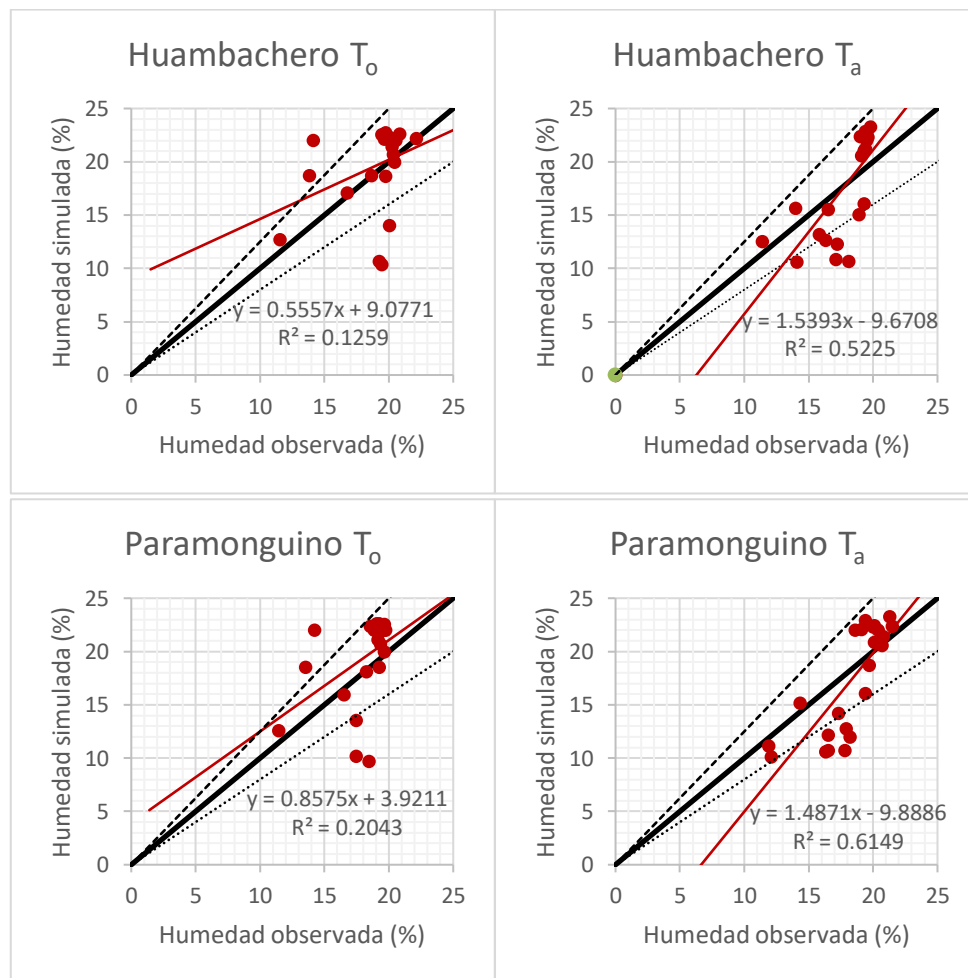 Huambachero To
Humedad simulada (%)
25
20
15
10
5
0
y = 0.5557x + 9.0771
R² = 0.1259
0 5 10 15 20 25
Humedad observada (%)
Huambachero Ta
Humedad simulada (%)
25
20
15
10
5
0
y = 1.5393x - 9.6708
R² = 0.5225
0 5 10 15 20 25
Humedad observada (%)
Paramonguino To
Humedad simulada (%)
25
20
15
10
5
0
y = 0.8575x + 3.9211
R² = 0.2043
0 5 10 15 20 25
Humedad observada (%)
Paramonguino Ta
Humedad simulada (%)
25
20
15
10
5
0
y = 1.4871x - 9.8886
R² = 0.6149
0 5 10 15 20 25
Humedad observada (%)